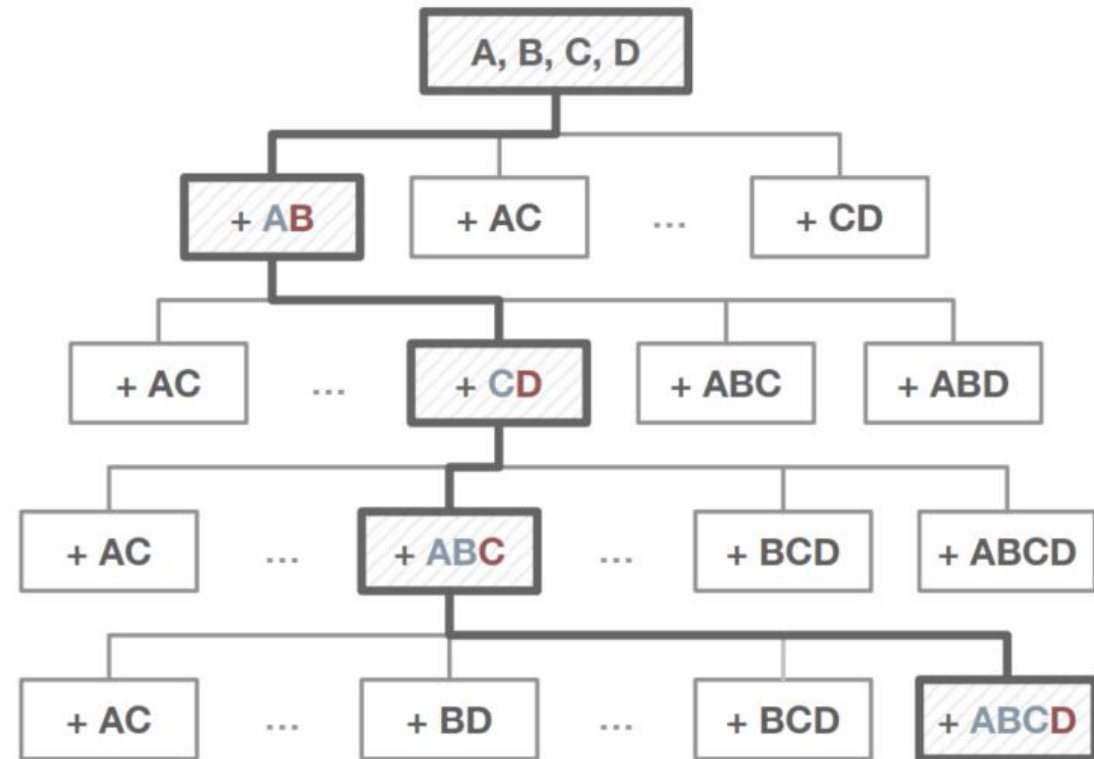 A, B, C, D
+ AB + AC ... + CD
+ AC ... + CD + ABC + ABD
+ AC ... + ABC ... + BCD + ABCD
+ AC ... + BD ... + BCD + ABCD